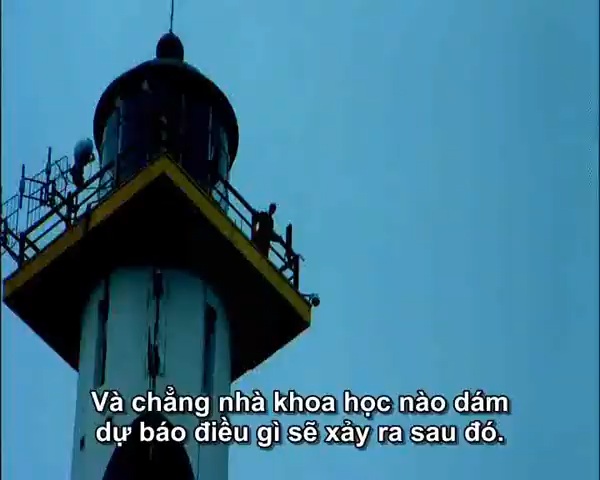 Và chẳng nhà khoa học nào dám
dự báo điều gì sẽ xảy ra sau đó.